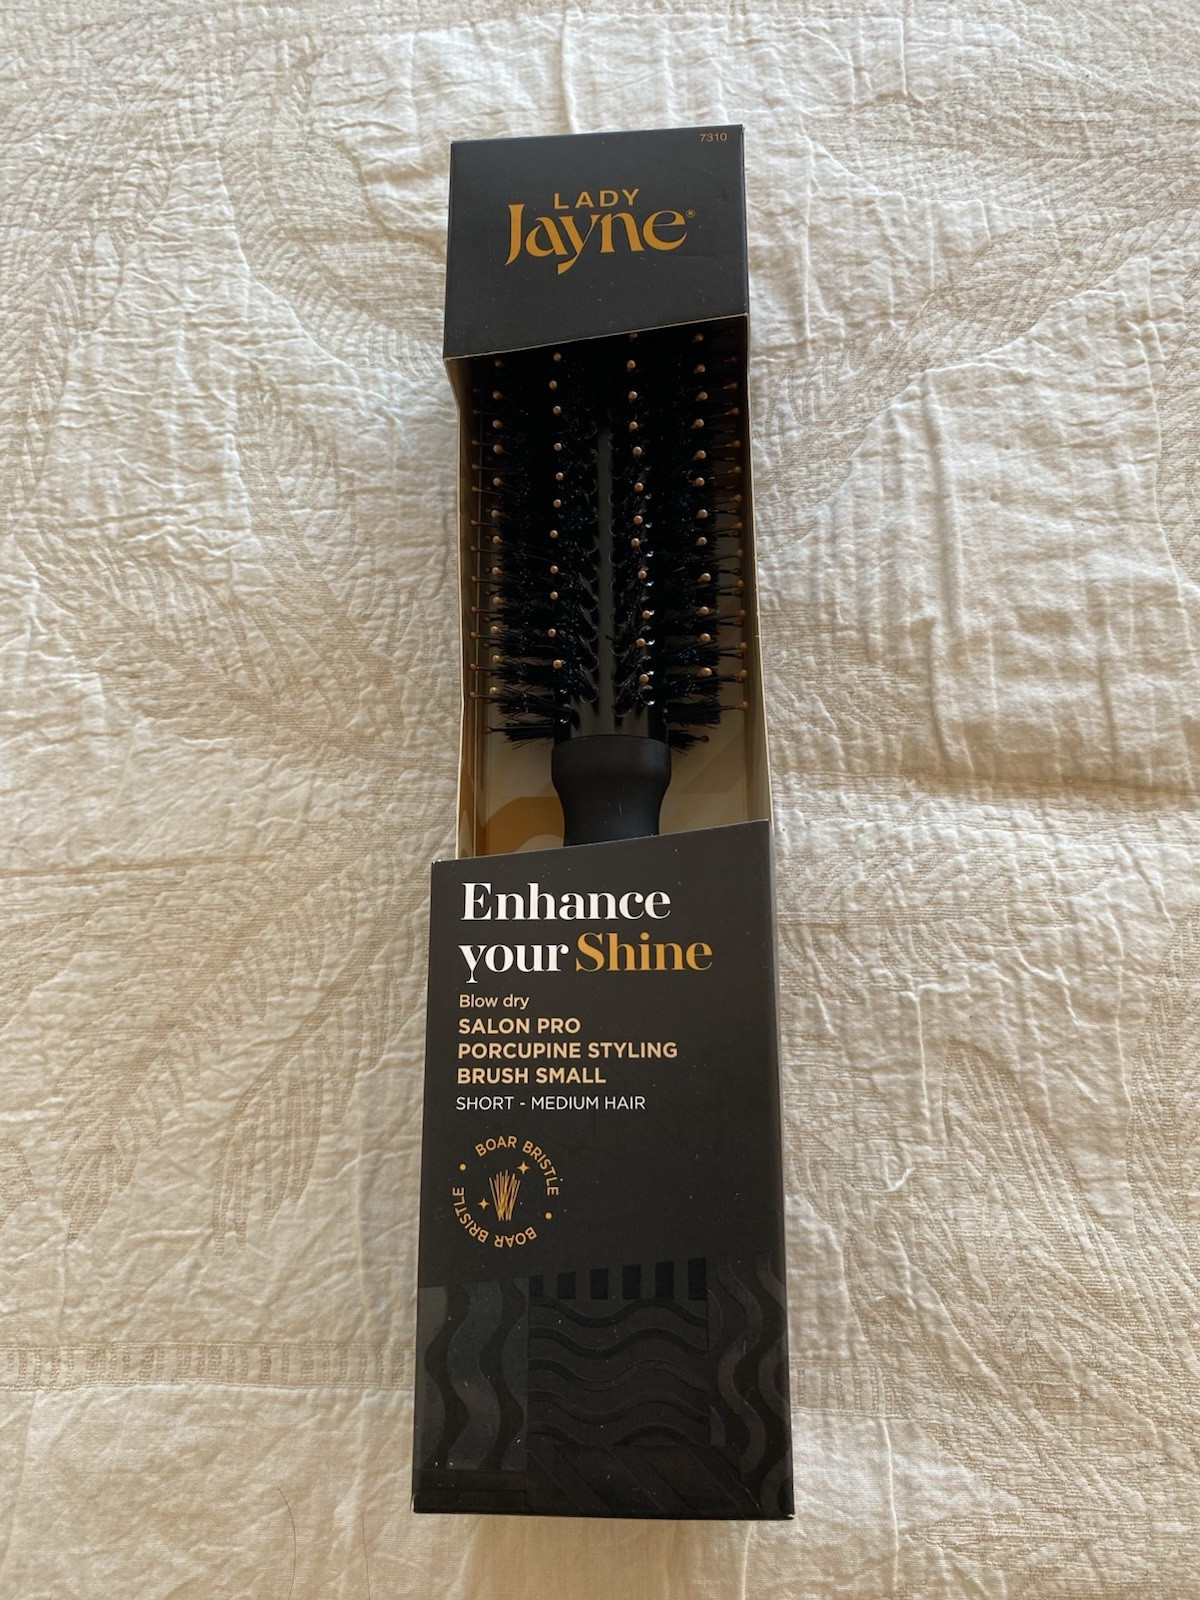 7310
LADY
Jayne®
Enhance
your Shine
Blow dry
SALON PRO
PORCUPINE STYLING
BRUSH SMALL
SHORT - MEDIUM HAIR
BOAR BRISTLE
BOAR BRISTLE